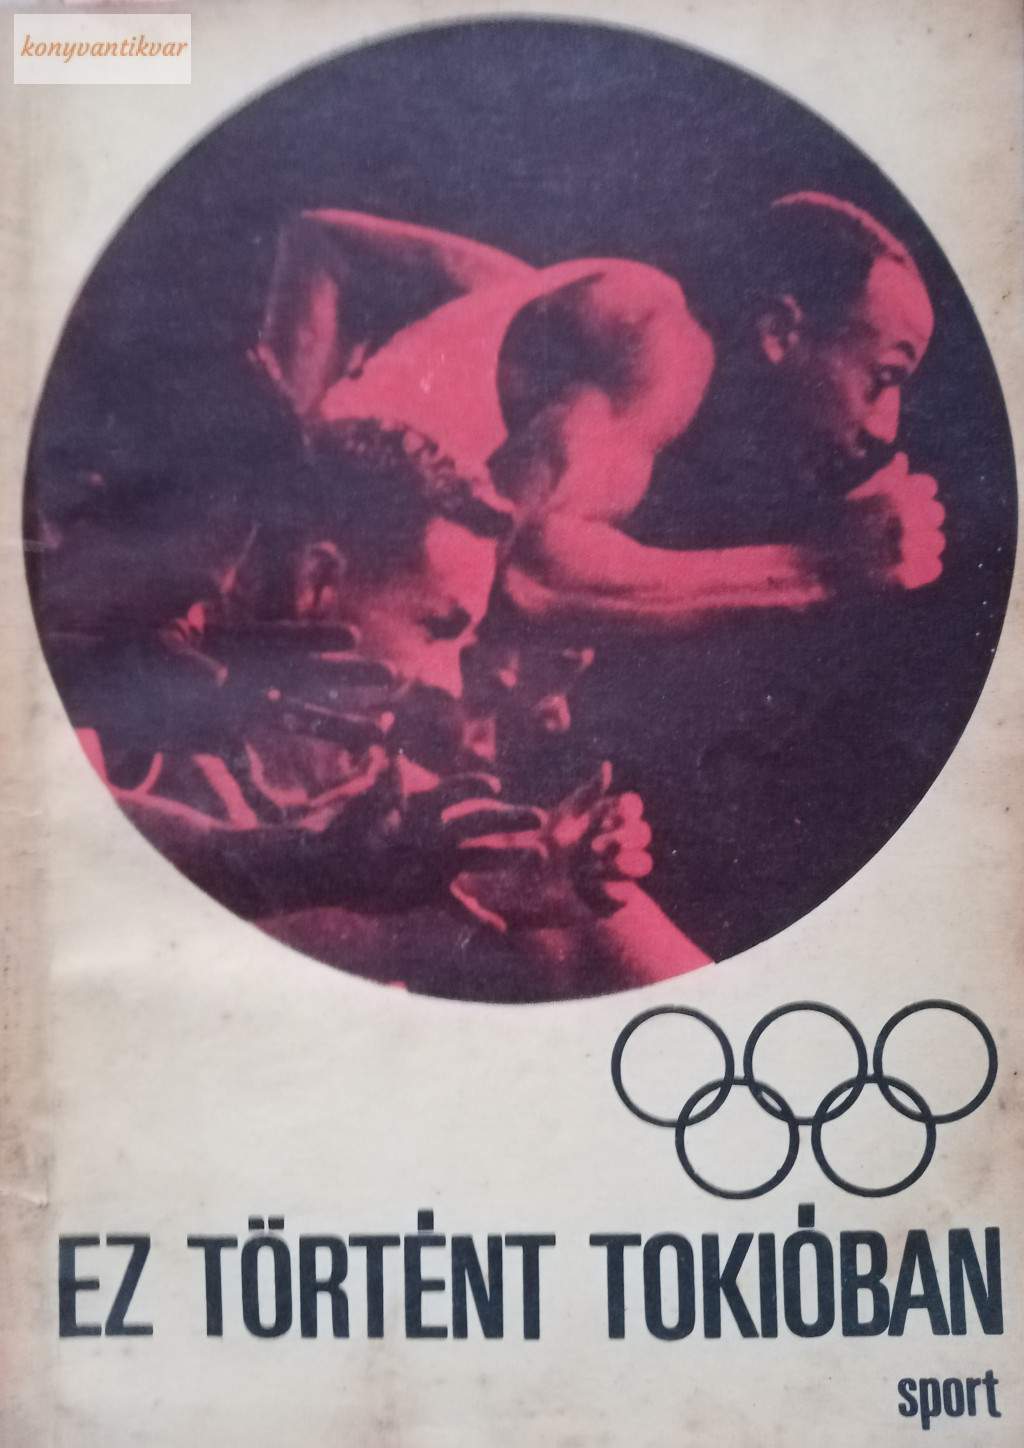 konyvantikvar
EZ TÖRTÉNT TOKIÓBAN
sport